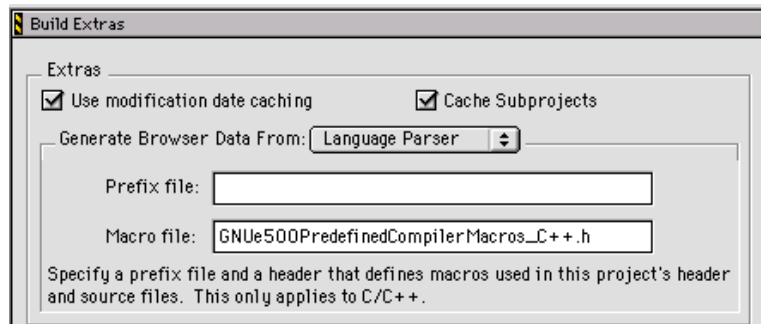 Build Extras
Extras
Use modification date caching
Cache Subprojects
Generate Browser Data From: Language Parser
Prefix file:
Macro file: GNUe500PredefinedCompilerMacros_C++.h
Specify a prefix file and a header that defines macros used in this project's header
and source files. This only applies to C/C++.